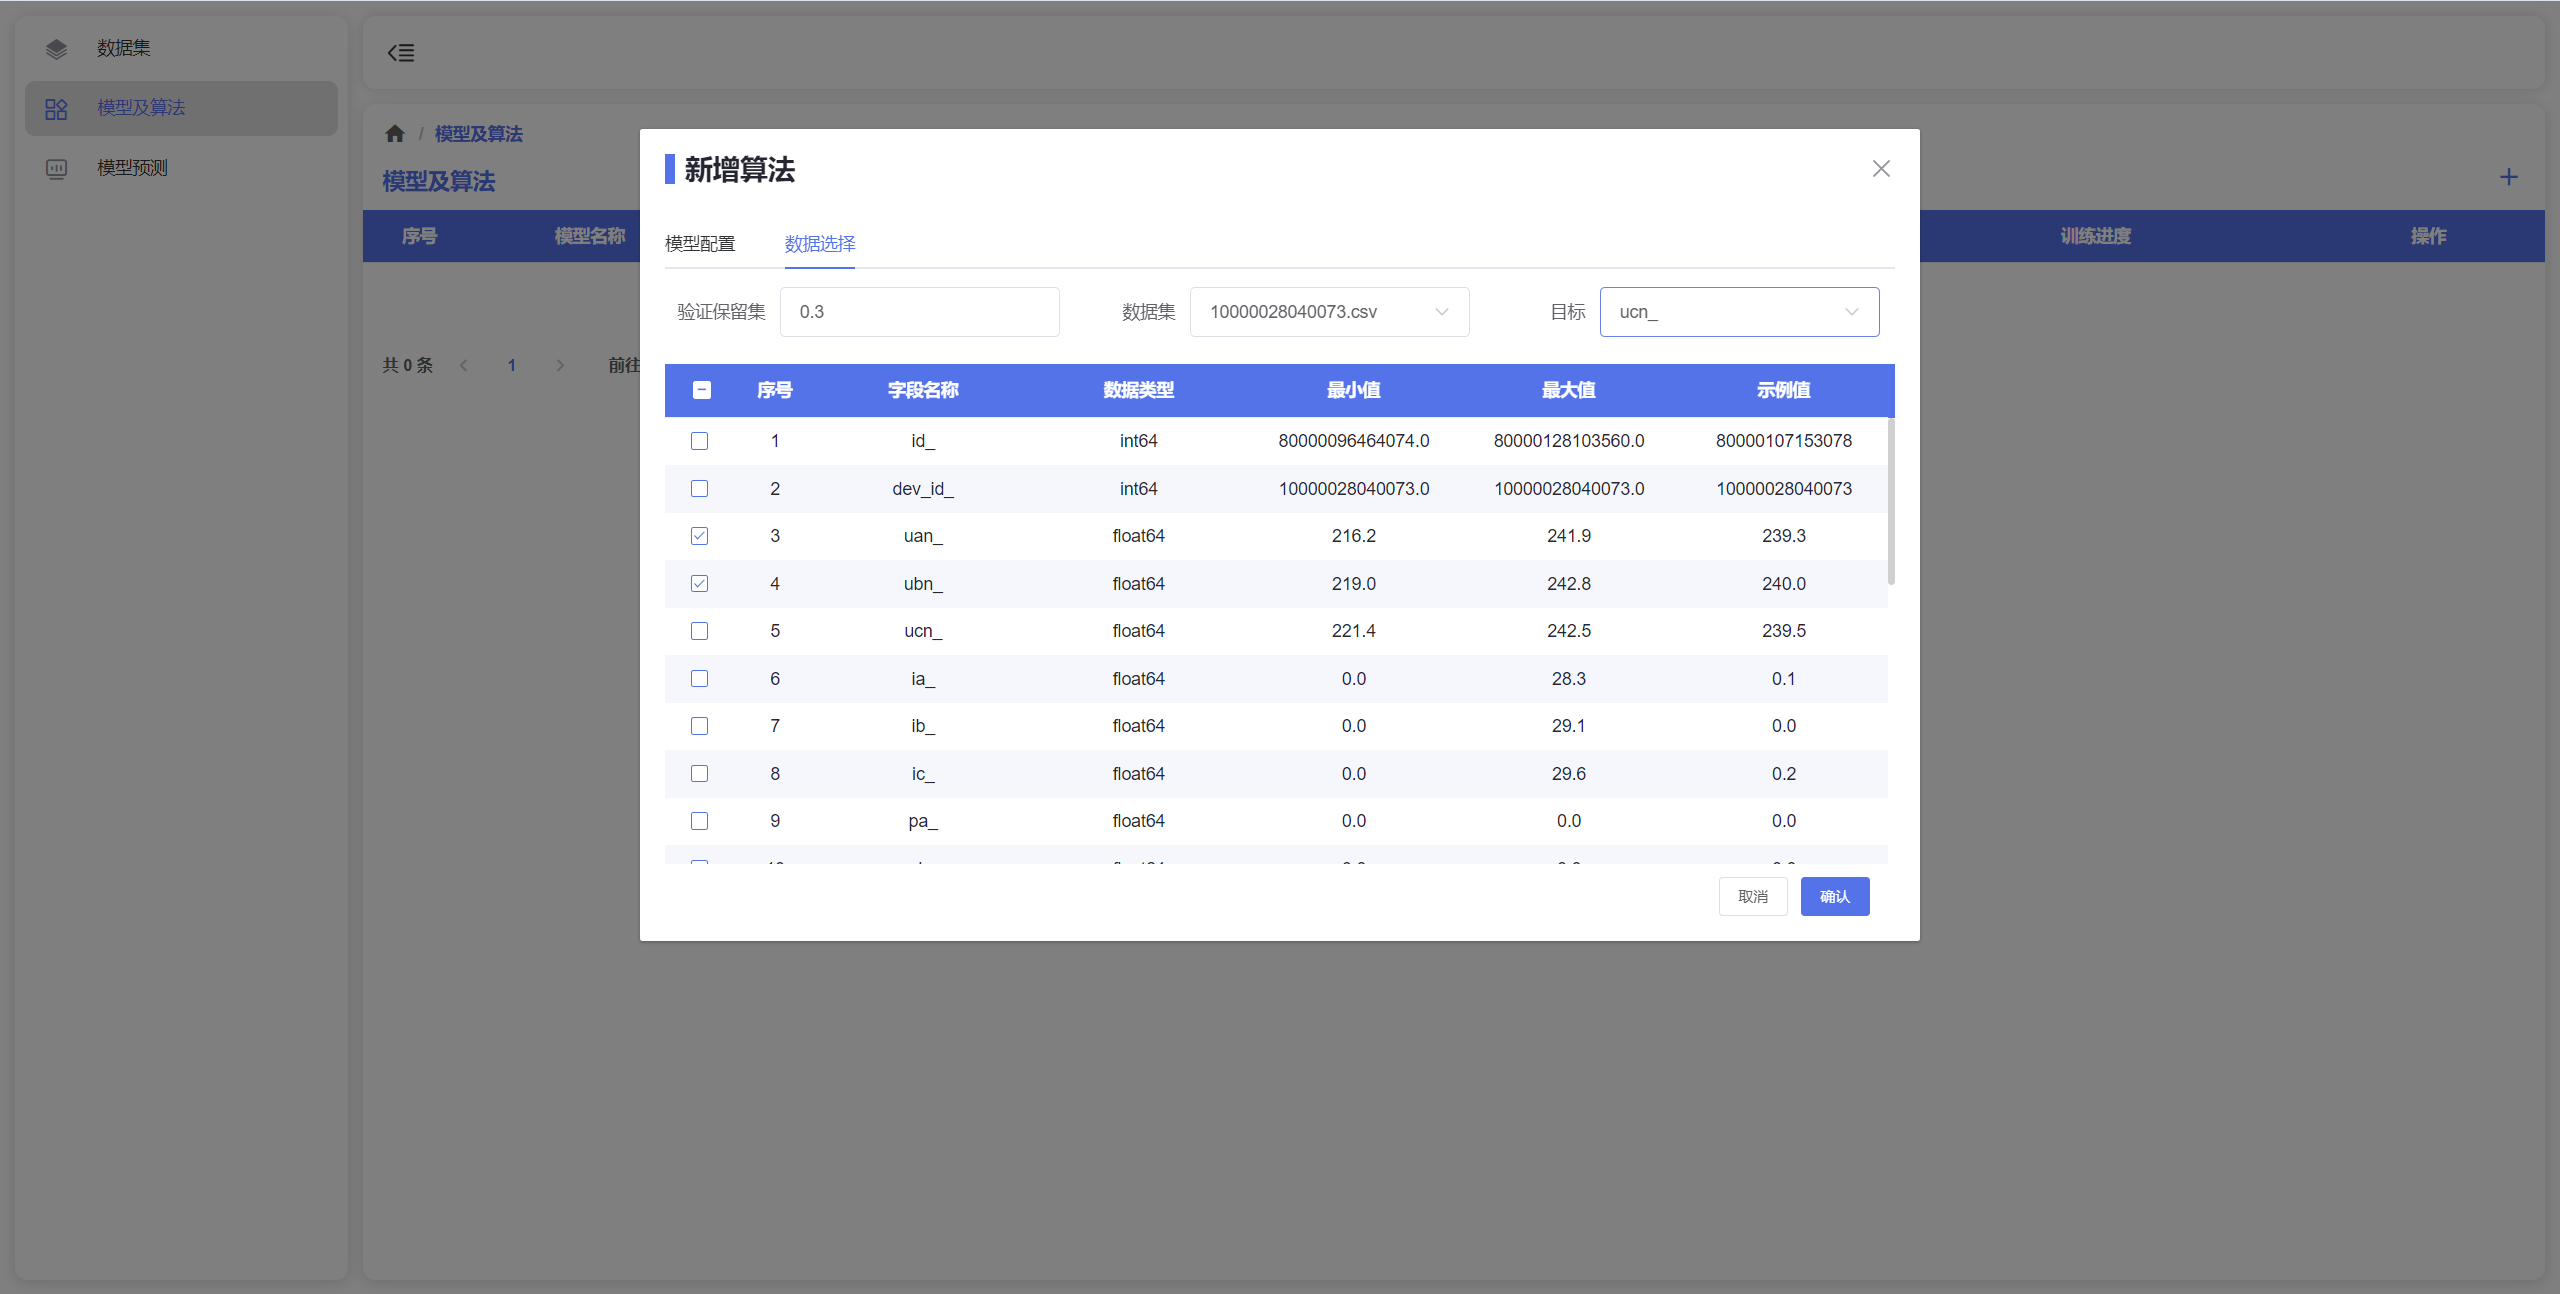 数据集
模型及算法
模型预测
/ 模型及算法
模型及算法
序号 模型名称 训练进度 操作
共 0 条 1 前往
新增算法
模型配置 数据选择
验证保留集 0.3 数据集 10000028040073.csv 目标 ucn_
序号 字段名称 数据类型 最小值 最大值 示例值
1 id_ int64 80000096464074.0 80000128103560.0 80000107153078
2 dev_id_ int64 10000028040073.0 10000028040073.0 10000028040073
3 uan_ float64 216.2 241.9 239.3
4 ubn_ float64 219.0 242.8 240.0
5 ucn_ float64 221.4 242.5 239.5
6 ia_ float64 0.0 28.3 0.1
7 ib_ float64 0.0 29.1 0.0
8 ic_ float64 0.0 29.6 0.2
9 pa_ float64 0.0 0.0 0.0
取消 确认